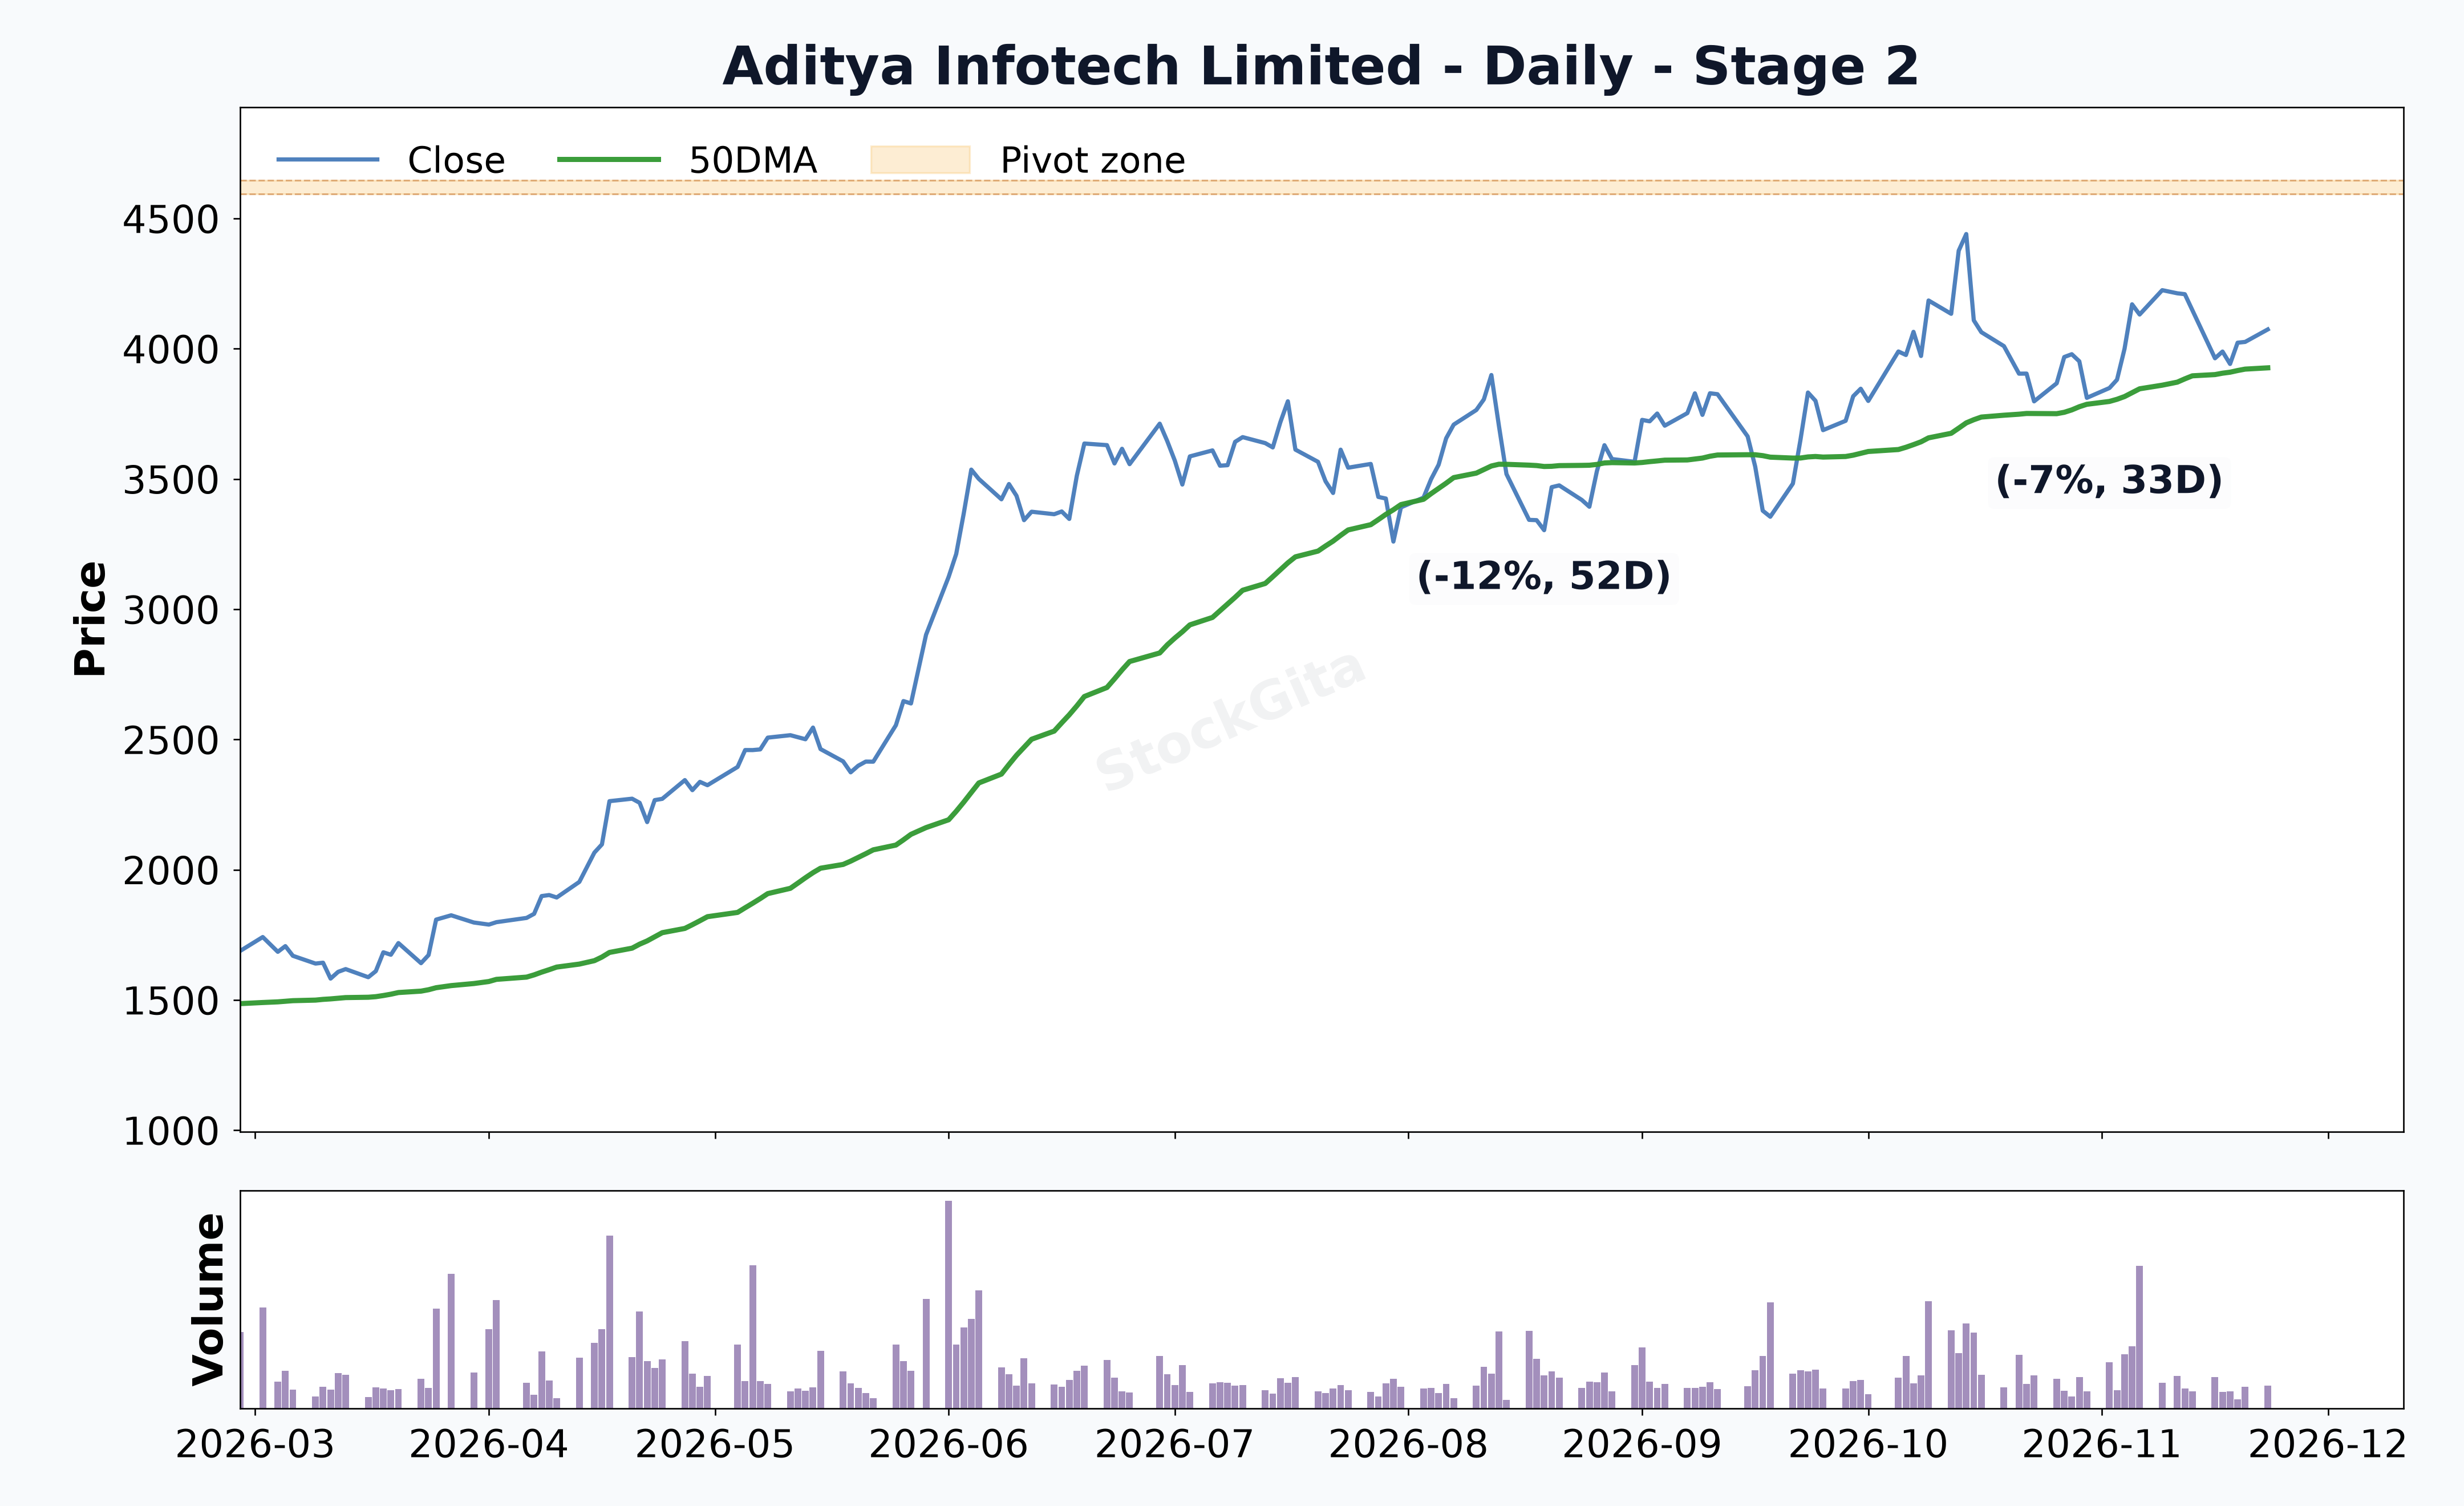 Aditya Infotech Limited - Daily - Stage 2
Close 50DMA Pivot zone
4500
4000
3500
3000
2500
2000
1500
1000
Price
(-7%, 33D)
(-12%, 52D)
StockGita
Volume
2026-03 2026-04 2026-05 2026-06 2026-07 2026-08 2026-09 2026-10 2026-11 2026-12